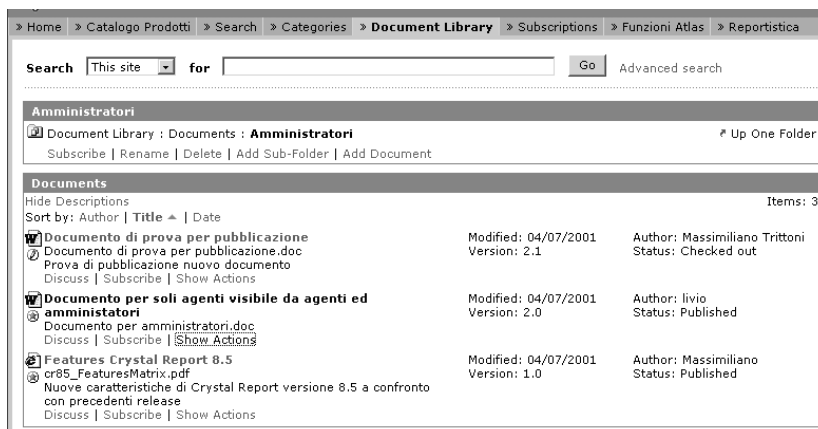 » Home » Catalogo Prodotti » Search » Categories » Document Library » Subscriptions » Funzioni Atlas » Reportistica
Search This site for Go Advanced search
Amministratori
Document Library : Documents : Amministratori Up One Folder
Subscribe | Rename | Delete | Add Sub-Folder | Add Document
Documents
Hide Descriptions Items: 3
Sort by: Author | Title | Date
Documento di prova per pubblicazione Modified: 04/07/2001 Author: Massimiliano Trittoni
Documento di prova per pubblicazione.doc Version: 2.1 Status: Checked out
Prova di pubblicazione nuovo documento
Discuss | Subscribe | Show Actions
Documento per soli agenti visibile da agenti ed Modified: 04/07/2001 Author: livio
amministatori Version: 2.0 Status: Published
Documento per amministratori.doc
Discuss | Subscribe | Show Actions
Features Crystal Report 8.5 Modified: 04/07/2001 Author: Massimiliano
cr85_FeaturesMatrix.pdf Version: 1.0 Status: Published
Nuove caratteristiche di Crystal Report versione 8.5 a confronto
con precedenti release
Discuss | Subscribe | Show Actions